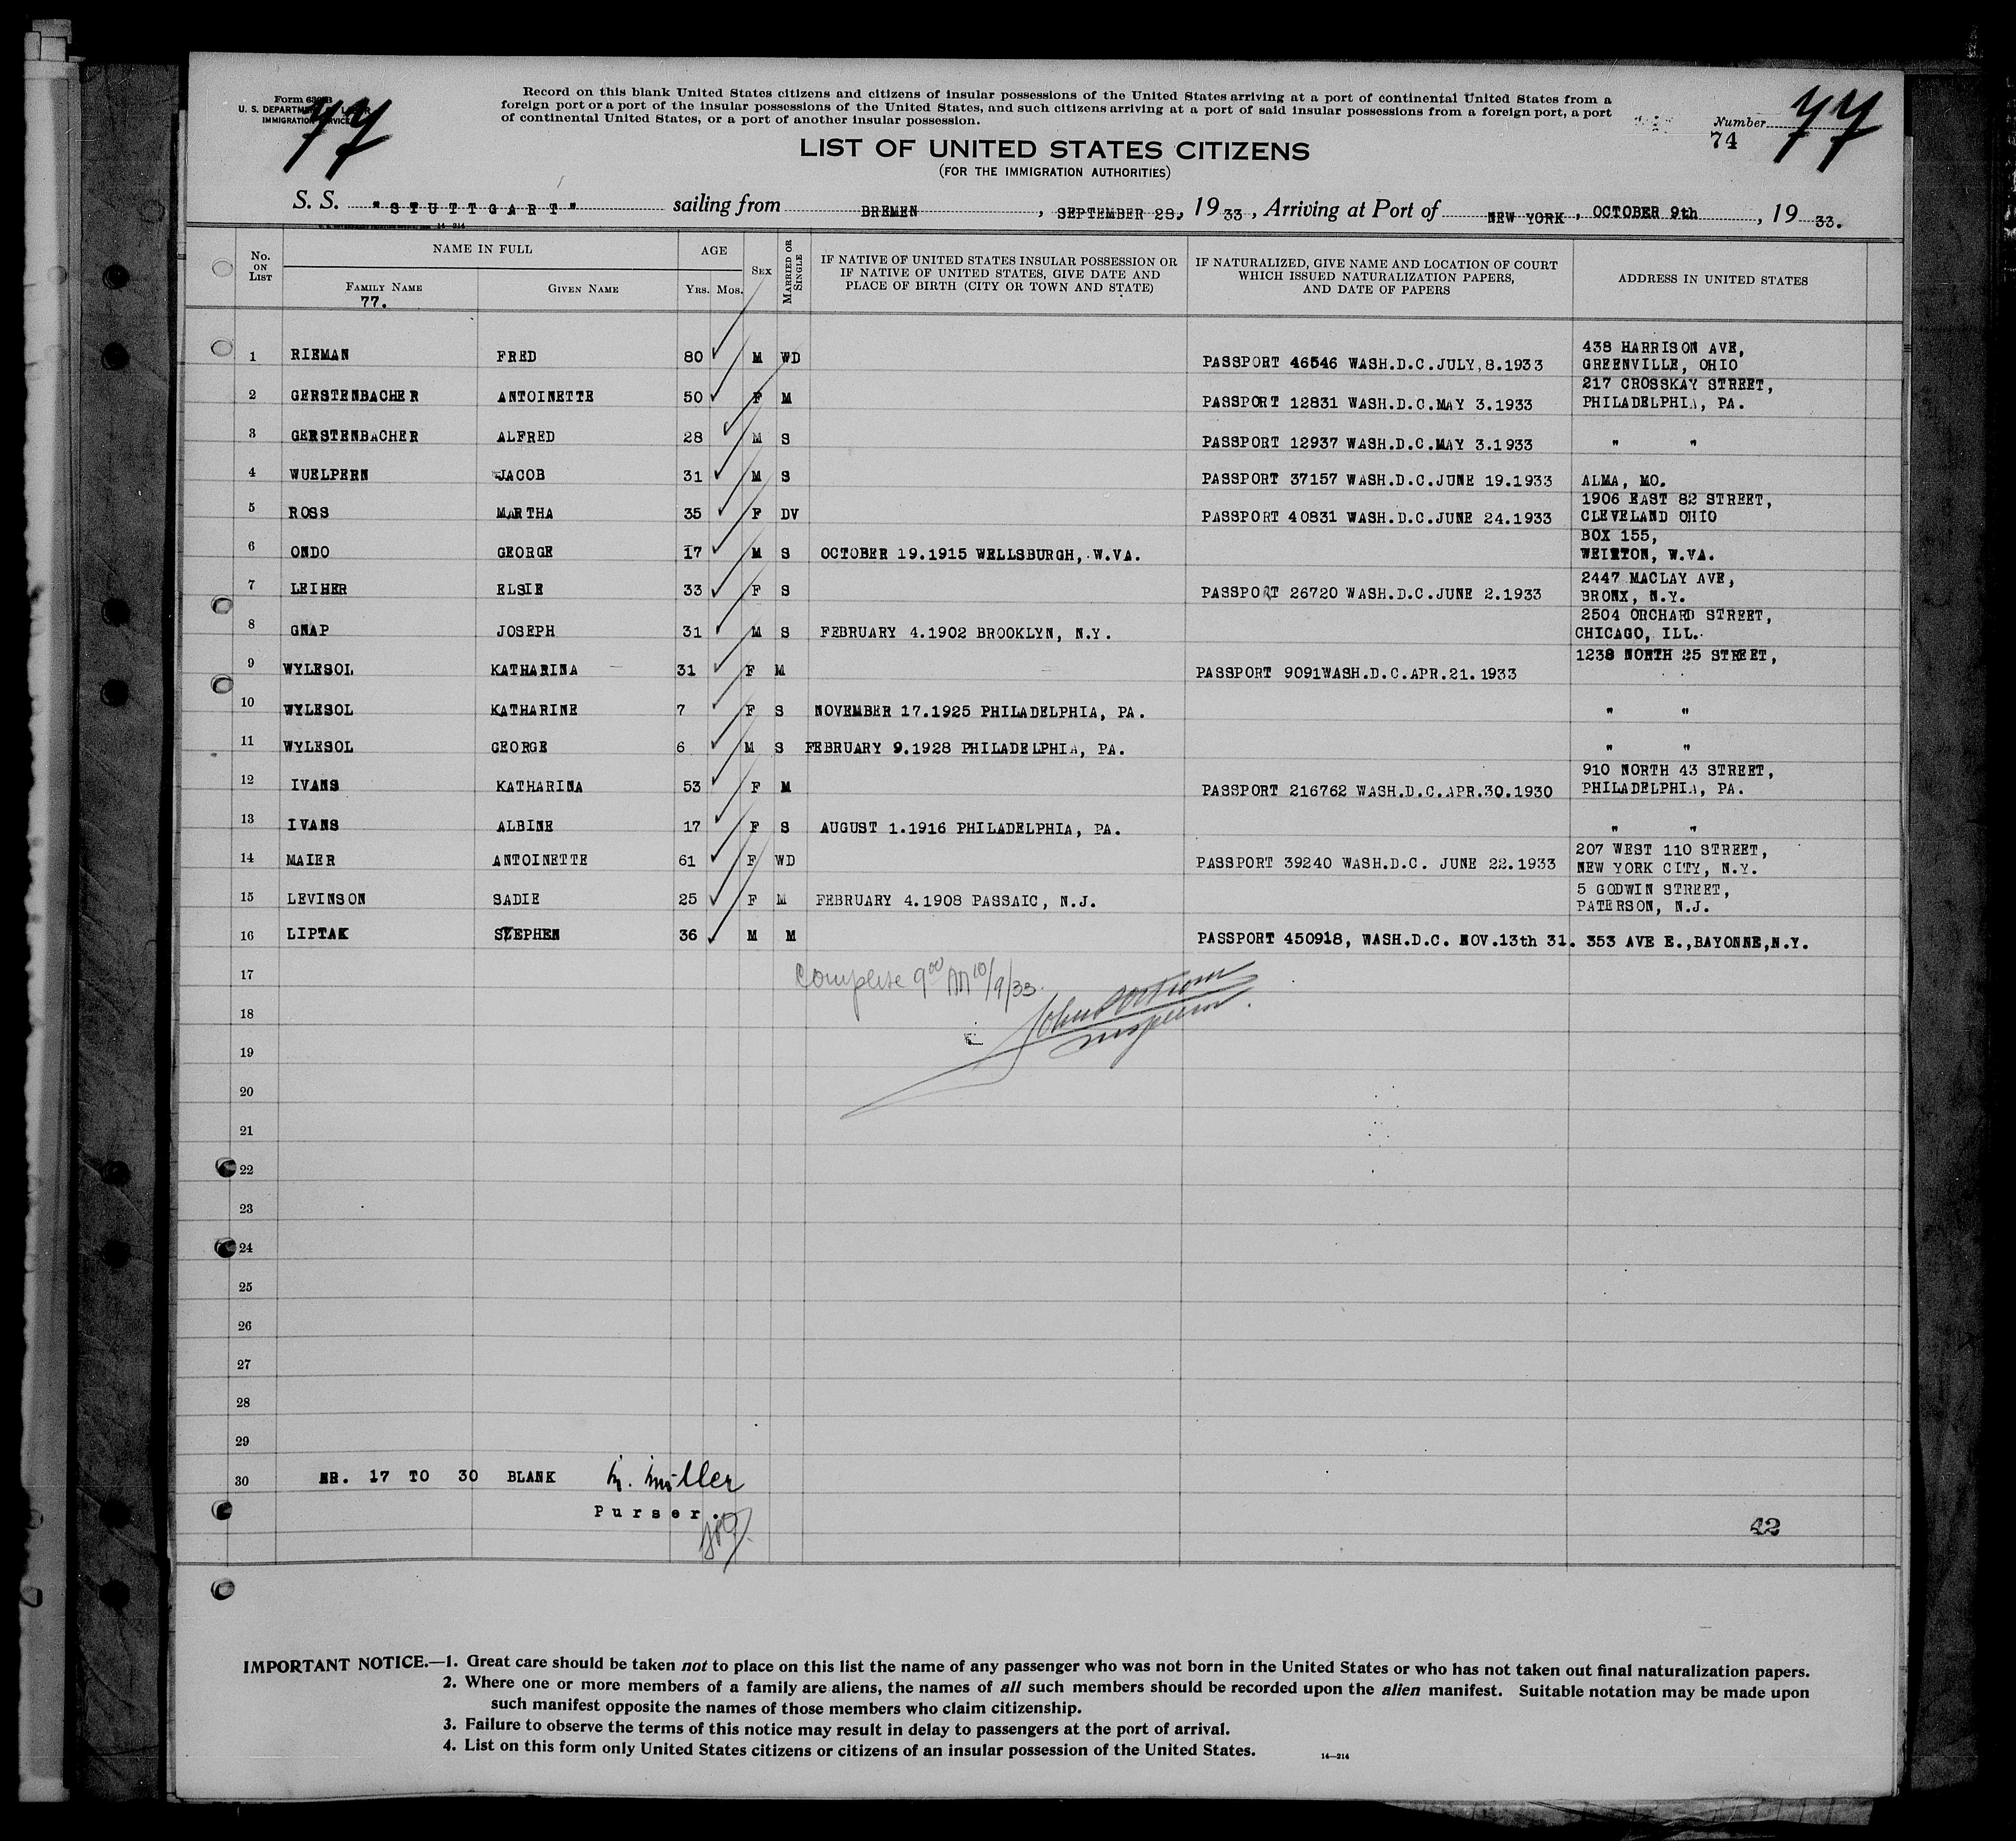 Form 630 B
U. S. DEPARTMENT OF LABOR
IMMIGRATION SERVICE
77
Record on this blank United States citizens and citizens of insular possessions of the United States arriving at a port of continental United States from a
foreign port or a port of the insular possessions of the United States, and such citizens arriving at a port of said insular possessions from a foreign port, a port
of continental United States, or a port of another insular possession.
Number 77
74
LIST OF UNITED STATES CITIZENS
(FOR THE IMMIGRATION AUTHORITIES)
S. S. "STUTTGART" sailing from BREMEN, SEPTEMBER 28, 1933, Arriving at Port of NEW YORK, OCTOBER 9th, 1933.
14-214
No. ON LIST NAME IN FULL AGE SEX MARRIED OR SINGLE IF NATIVE OF UNITED STATES INSULAR POSSESSION OR IF NATIVE OF UNITED STATES, GIVE DATE AND PLACE OF BIRTH (CITY OR TOWN AND STATE) IF NATURALIZED, GIVE NAME AND LOCATION OF COURT WHICH ISSUED NATURALIZATION PAPERS, AND DATE OF PAPERS ADDRESS IN UNITED STATES
FAMILY NAME GIVEN NAME YRS. MOS.
77.
1 RIEMAN FRED 80 M WD PASSPORT 46546 WASH.D.C.JULY,8.1933 438 HARRISON AVE, GREENVILLE, OHIO
2 GERSTENBACHER ANTOINETTE 50 F M PASSPORT 12831 WASH.D.C.MAY 3.1933 217 CROSSKAY STREET, PHILADELPHIA, PA.
3 GERSTENBACHER ALFRED 28 M S PASSPORT 12937 WASH.D.C.MAY 3.1933 " "
4 WUELPERN JACOB 31 M S PASSPORT 37157 WASH.D.C.JUNE 19.1933 ALMA, MO.
5 ROSS MARTHA 35 F DV PASSPORT 40831 WASH.D.C.JUNE 24.1933 1906 EAST 82 STREET, CLEVELAND OHIO
6 ONDO GEORGE 17 M S OCTOBER 19.1915 WELLSBURGH, W.VA. BOX 155, WEIRTON, W.VA.
7 LEIHER ELSIE 33 F S PASSPORT 26720 WASH.D.C.JUNE 2.1933 2447 MACLAY AVE, BRONX, N.Y.
8 GNAP JOSEPH 31 M S FEBRUARY 4.1902 BROOKLYN, N.Y. 2504 ORCHARD STREET, CHICAGO, ILL.
9 WYLESOL KATHARINA 31 F M PASSPORT 9091WASH.D.C.APR.21.1933 1238 NORTH 25 STREET,
10 WYLESOL KATHARINE 7 F S NOVEMBER 17.1925 PHILADELPHIA, PA. " "
11 WYLESOL GEORGE 6 M S FEBRUARY 9.1928 PHILADELPHIA, PA. " "
12 IVANS KATHARINA 53 F M PASSPORT 216762 WASH.D.C.APR.30.1930 910 NORTH 43 STREET, PHILADELPHIA, PA.
13 IVANS ALBINE 17 F S AUGUST 1.1916 PHILADELPHIA, PA. " "
14 MAIER ANTOINETTE 61 F WD PASSPORT 39240 WASH.D.C. JUNE 22.1933 207 WEST 110 STREET, NEW YORK CITY, N.Y.
15 LEVINSON SADIE 25 F M FEBRUARY 4.1908 PASSAIC, N.J. 5 GODWIN STREET, PATERSON, N.J.
16 LIPTAK STEPHEN 36 M M PASSPORT 450918, WASH.D.C. NOV.13th 31. 353 AVE E.,BAYONNE,N.Y.
17 Complete 9 00 AM 10/9/33.
18 Inspector.
19
20
21
22
23
24
25
26
27
28
29
30 NR. 17 TO 30 BLANK Müller
Purser.
42
IMPORTANT NOTICE.—1. Great care should be taken not to place on this list the name of any passenger who was not born in the United States or who has not taken out final naturalization papers.
2. Where one or more members of a family are aliens, the names of all such members should be recorded upon the alien manifest. Suitable notation may be made upon
such manifest opposite the names of those members who claim citizenship.
3. Failure to observe the terms of this notice may result in delay to passengers at the port of arrival.
4. List on this form only United States citizens or citizens of an insular possession of the United States.
14—214